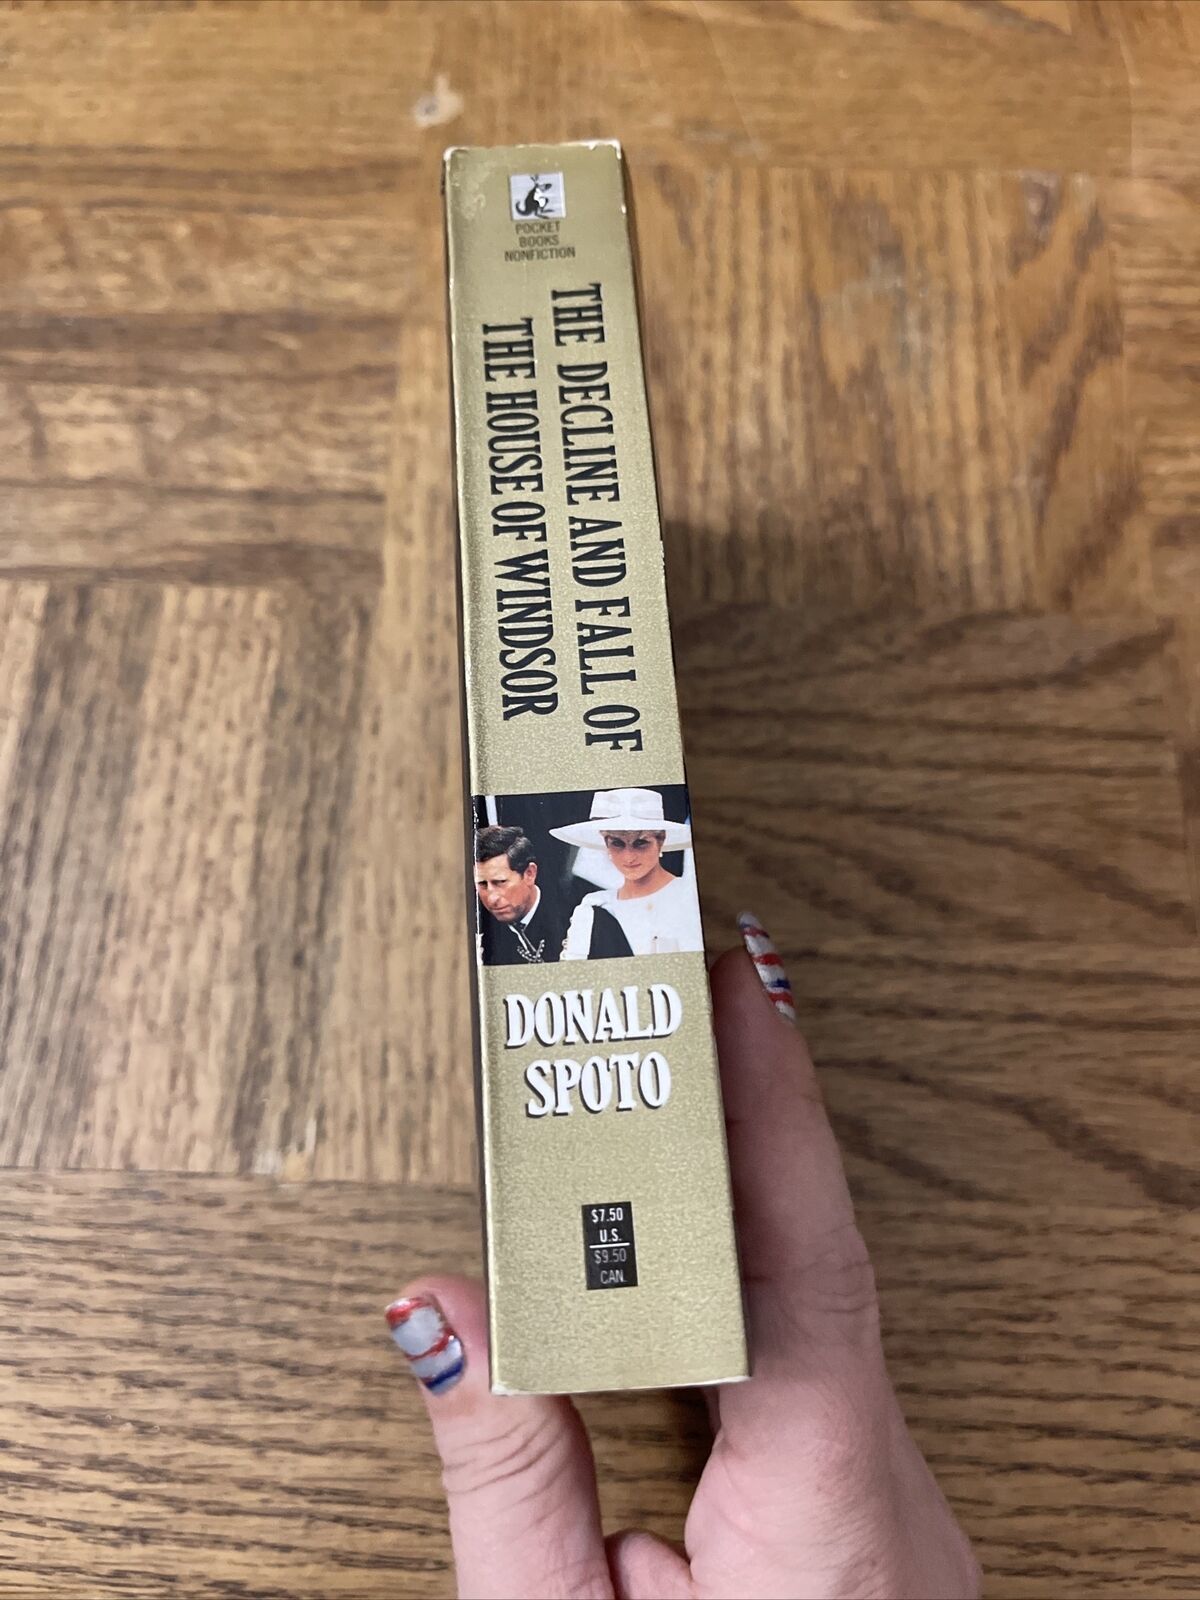 POCKET
BOOKS
NONFICTION
THE DECLINE AND FALL OF
THE HOUSE OF WINDSOR
DONALD
SPOTO
$7.50
U.S.
$9.50
CAN.